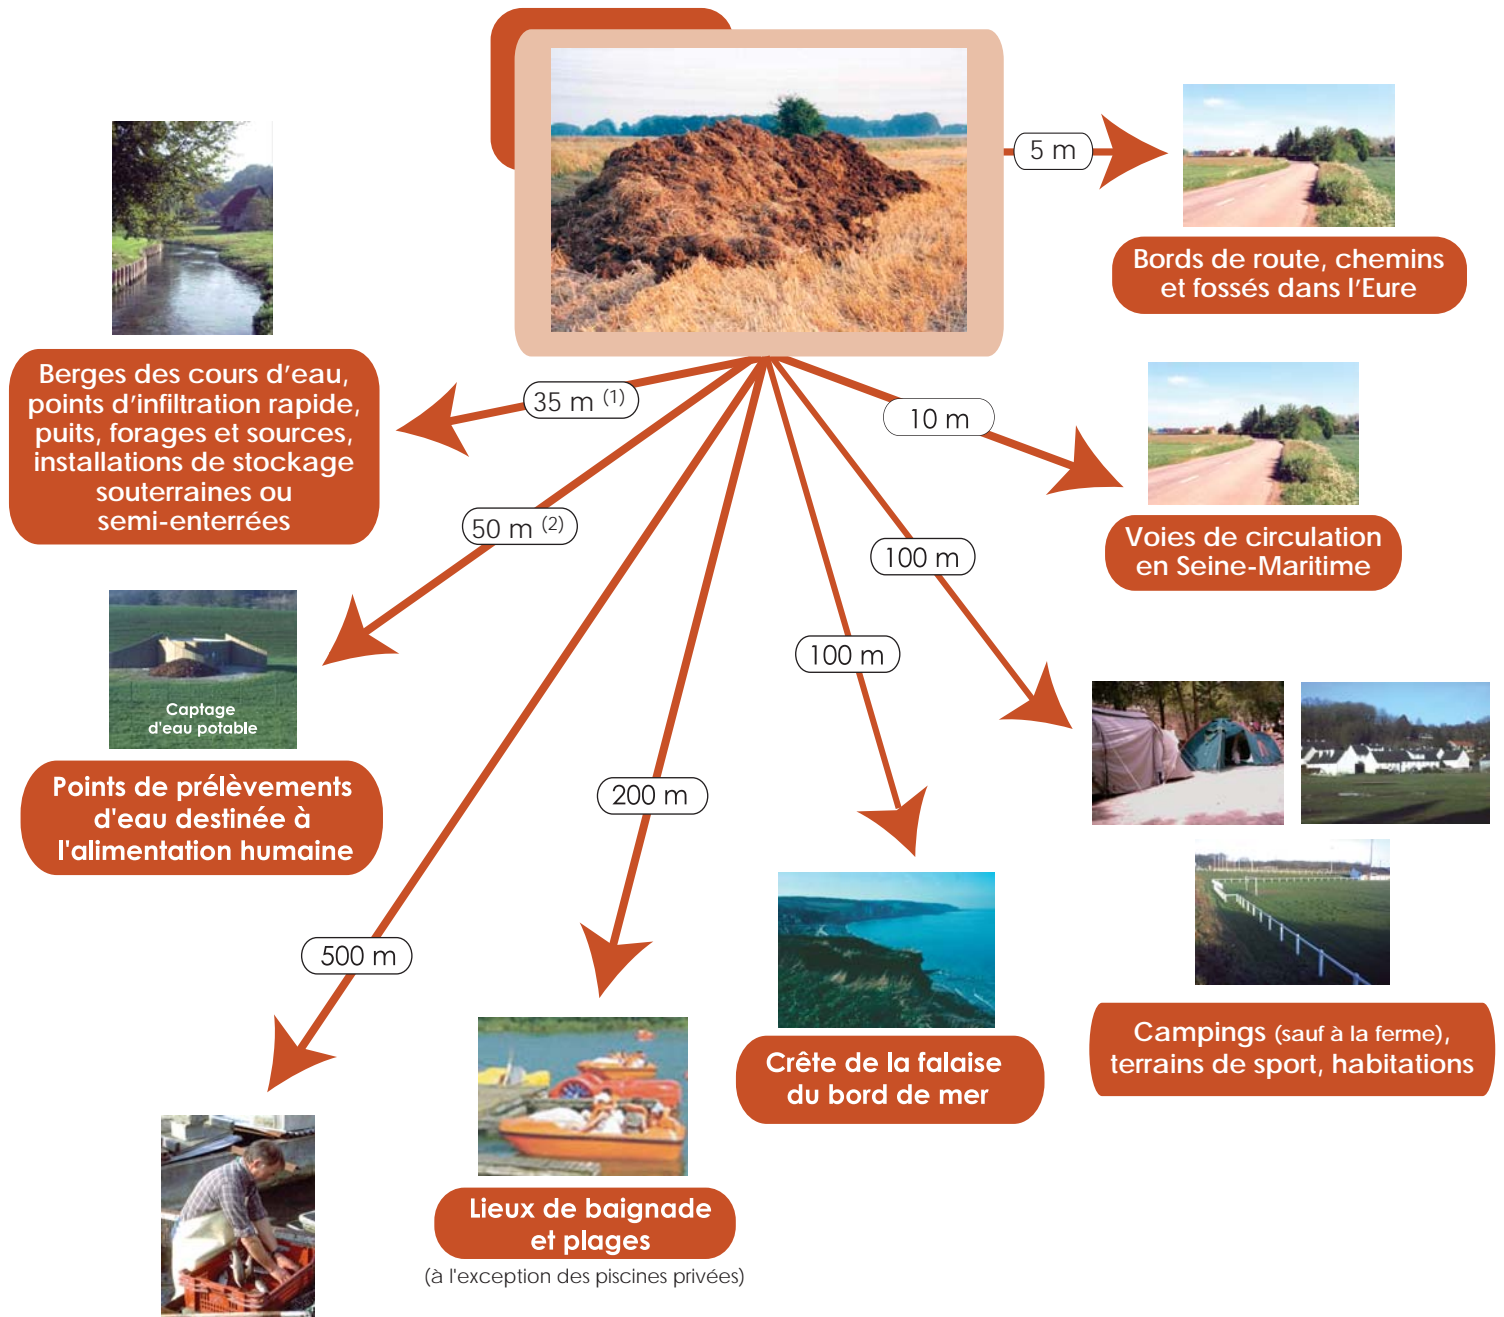 5 m
Bords de route, chemins
et fossés dans l'Eure
35 m (1)
Berges des cours d'eau,
points d'infiltration rapide,
puits, forages et sources,
installations de stockage
souterraines ou
semi-enterrées
10 m
Voies de circulation
en Seine-Maritime
50 m (2)
Captage
d'eau potable
Points de prélèvements
d'eau destinée à
l'alimentation humaine
100 m
Campings (sauf à la ferme),
terrains de sport, habitations
100 m
Crête de la falaise
du bord de mer
200 m
Lieux de baignade
et plages
(à l'exception des piscines privées)
500 m